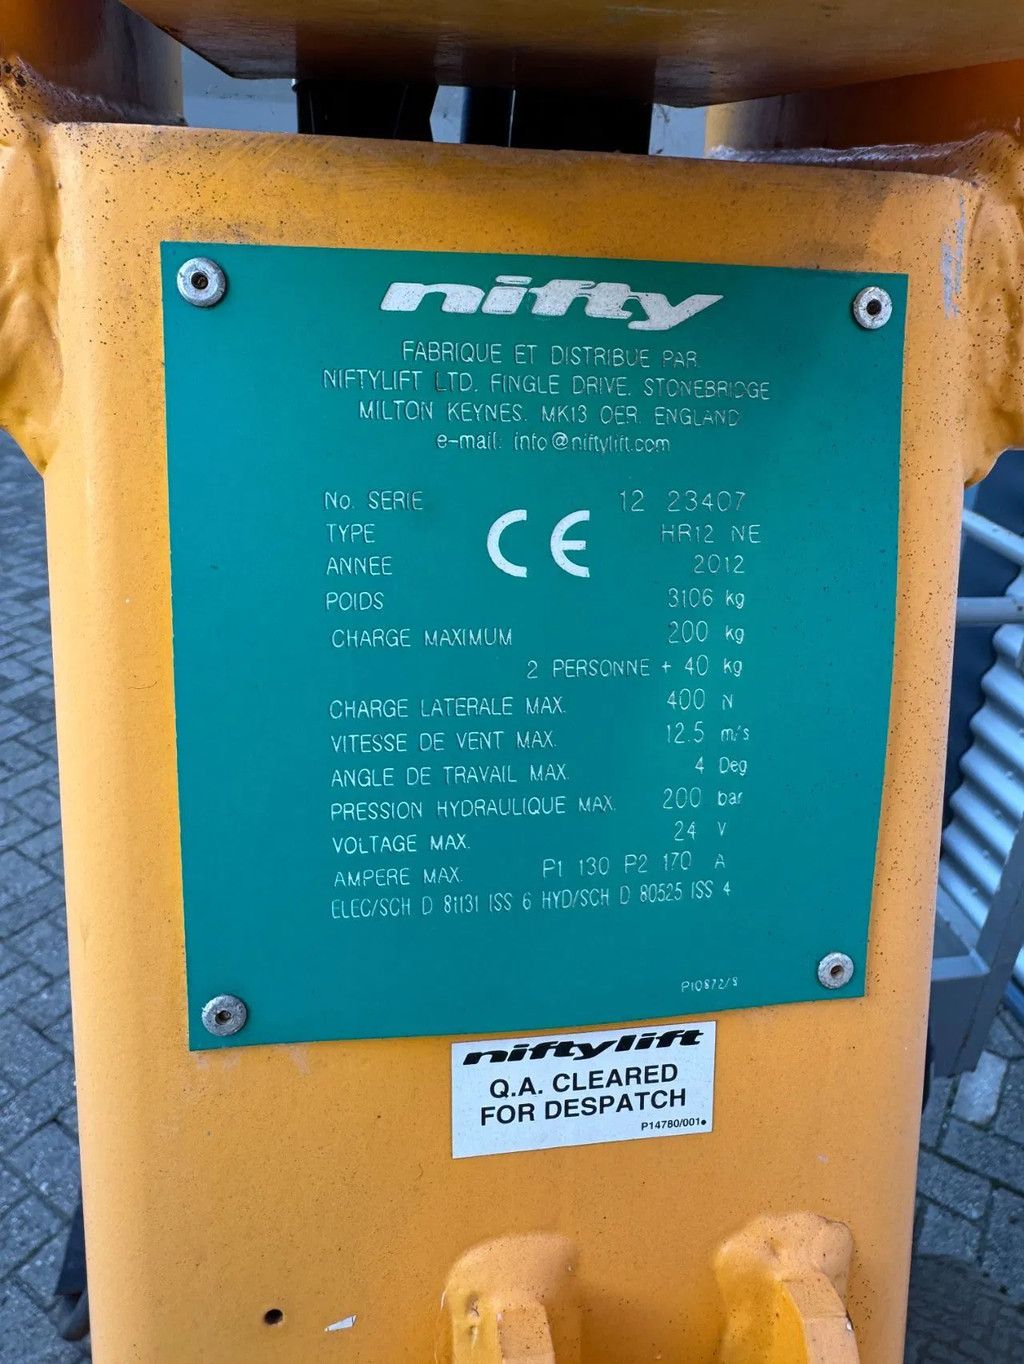 nifty
FABRIQUE ET DISTRIBUE PAR
NIFTYLIFT LTD. FINGLE DRIVE. STONEBRIDGE
MILTON KEYNES. MK13 OER. ENGLAND
e-mail: info@niftylift.com
No. SERIE 12 23407
TYPE HR12 NE
CE
ANNEE 2012
POIDS 3106 kg
CHARGE MAXIMUM 200 kg
2 PERSONNE + 40 kg
CHARGE LATERALE MAX. 400 N
VITESSE DE VENT MAX. 12.5 m/s
ANGLE DE TRAVAIL MAX. 4 Deg
PRESSION HYDRAULIQUE MAX. 200 bar
VOLTAGE MAX. 24 V
AMPERE MAX. P1 130 P2 170 A
ELEC/SCH D 81131 ISS 6 HYD/SCH D 80525 ISS 4
P10872/8
niftylift
Q.A. CLEARED
FOR DESPATCH
P14780/001